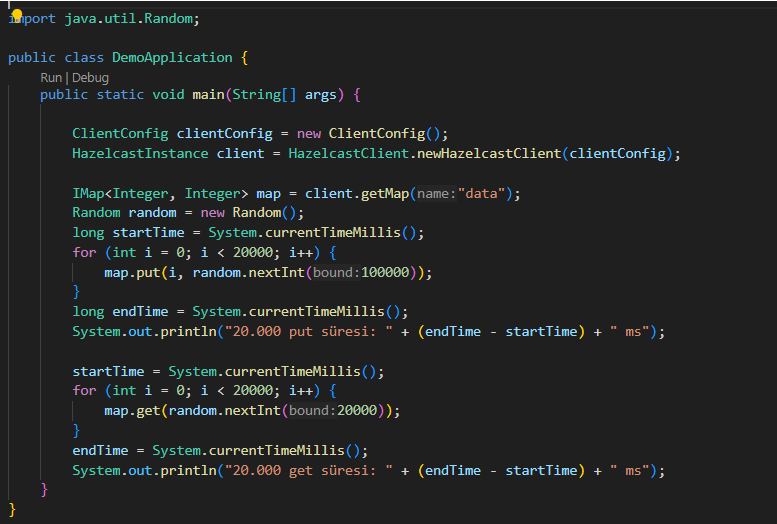 import java.util.Random;
public class DemoApplication {
Run | Debug
public static void main(String[] args) {
ClientConfig clientConfig = new ClientConfig();
HazelcastInstance client = HazelcastClient.newHazelcastClient(clientConfig);
IMap<Integer, Integer> map = client.getMap(name:"data");
Random random = new Random();
long startTime = System.currentTimeMillis();
for (int i = 0; i < 20000; i++) {
map.put(i, random.nextInt(bound:100000));
}
long endTime = System.currentTimeMillis();
System.out.println("20.000 put süresi: " + (endTime - startTime) + " ms");
startTime = System.currentTimeMillis();
for (int i = 0; i < 20000; i++) {
map.get(random.nextInt(bound:20000));
}
endTime = System.currentTimeMillis();
System.out.println("20.000 get süresi: " + (endTime - startTime) + " ms");
}
}